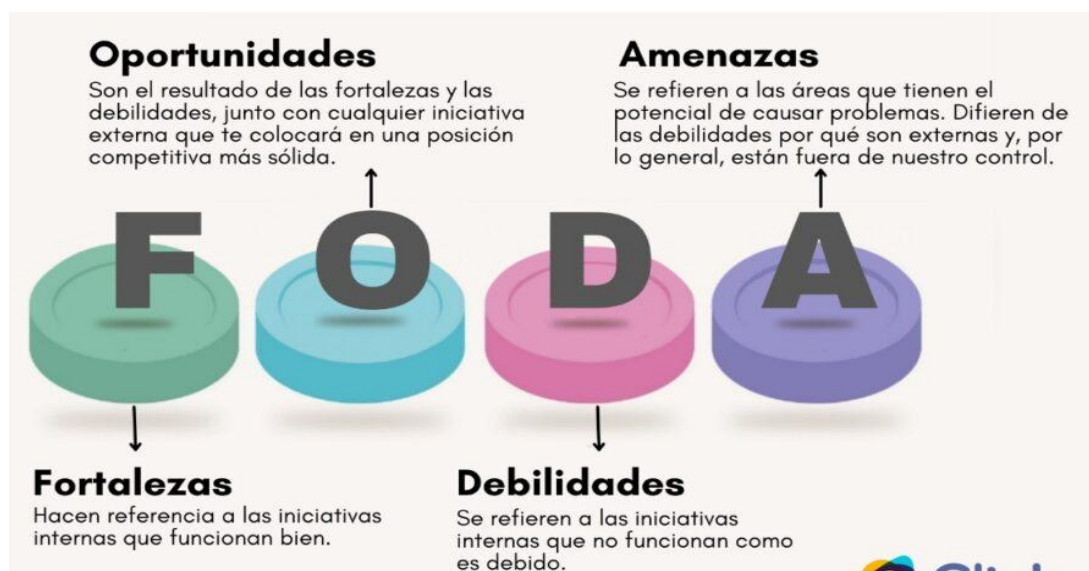 Oportunidades
Son el resultado de las fortalezas y las
debilidades, junto con cualquier iniciativa
externa que te colocará en una posición
competitiva más sólida.
Amenazas
Se refieren a las áreas que tienen el
potencial de causar problemas. Difieren de
las debilidades por qué son externas y, por
lo general, están fuera de nuestro control.
F O D A
Fortalezas
Hacen referencia a las iniciativas
internas que funcionan bien.
Debilidades
Se refieren a las iniciativas
internas que no funcionan como
es debido.